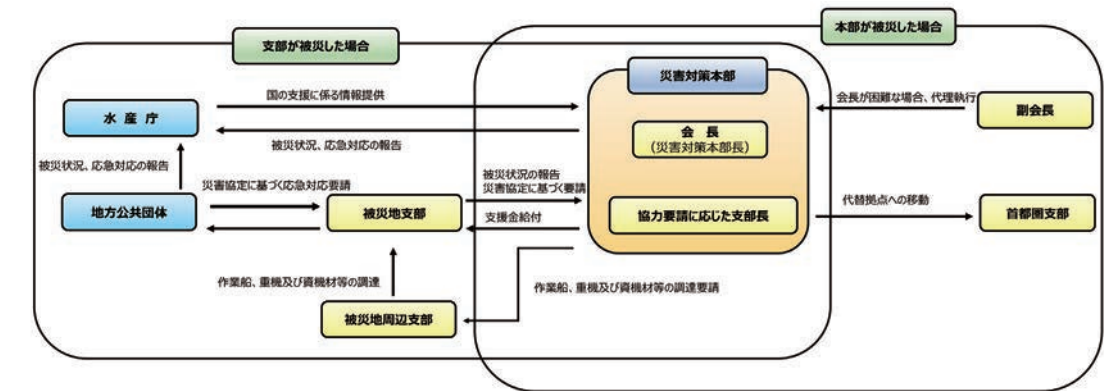 支部が被災した場合
本部が被災した場合
災害対策本部
国の支援に係る情報提供
会長が困難な場合、代理執行
水 産 庁
副会長
会 長
(災害対策本部長)
被災状況、応急対応の報告
被災状況、応急対応の報告
被災状況の報告
災害協定に基づく要請
災害協定に基づく応急対応要請
代替拠点への移動
地方公共団体
被災地支部
支援金給付
協力要請に応じた支部長
首都圏支部
作業船、重機及び資機材等の調達
作業船、重機及び資機材等の調達要請
被災地周辺支部